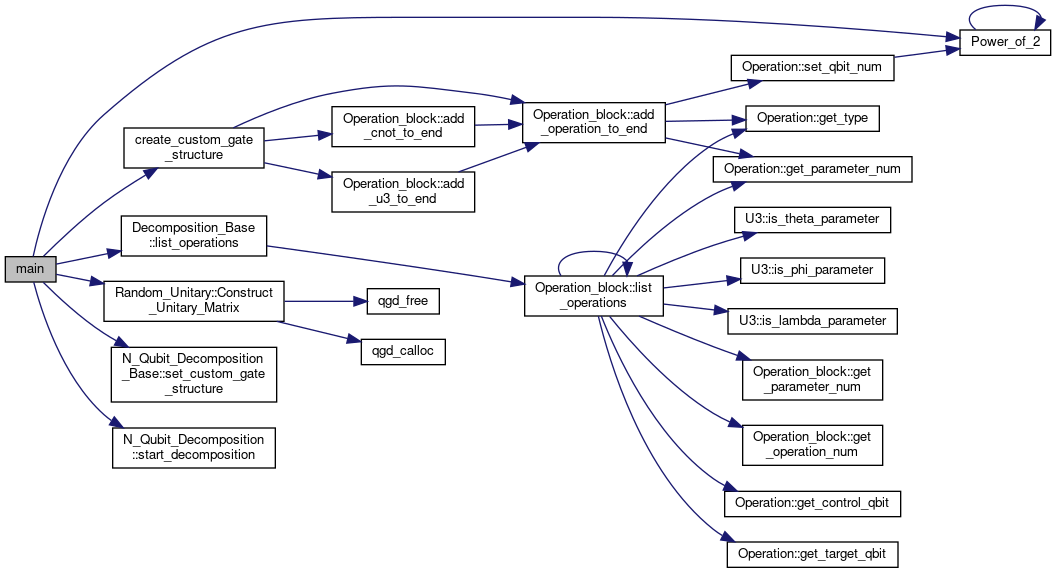 main
Power_of_2
create_custom_gate
_structure
Decomposition_Base
::list_operations
Random_Unitary::Construct
_Unitary_Matrix
N_Qubit_Decomposition
_Base::set_custom_gate
_structure
N_Qubit_Decomposition
::start_decomposition
Operation_block::add
_cnot_to_end
Operation_block::add
_u3_to_end
qgd_free
qgd_calloc
Operation_block::add
_operation_to_end
Operation_block::list
_operations
Operation::set_qbit_num
Operation::get_type
Operation::get_parameter_num
U3::is_theta_parameter
U3::is_phi_parameter
U3::is_lambda_parameter
Operation_block::get
_parameter_num
Operation_block::get
_operation_num
Operation::get_control_qbit
Operation::get_target_qbit